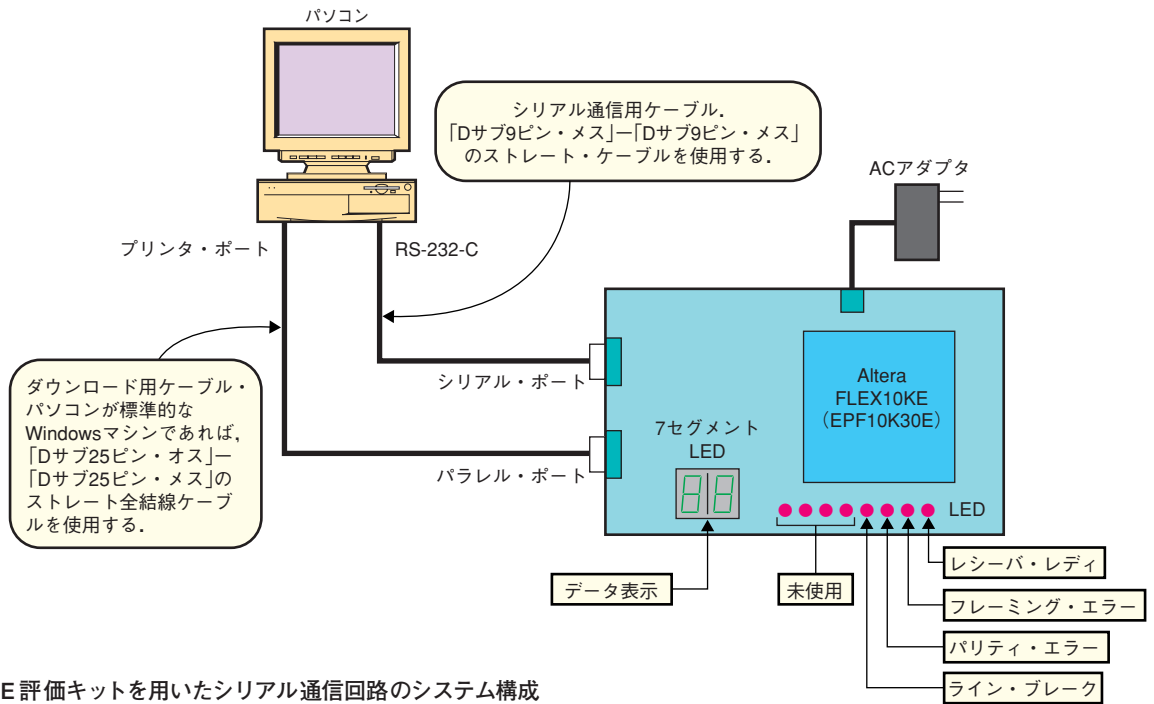 パソコン
シリアル通信用ケーブル．
「Dサブ9ピン・メス」ー「Dサブ9ピン・メス」
のストレート・ケーブルを使用する．
ACアダプタ
プリンタ・ポート
RS-232-C
ダウンロード用ケーブル・
パソコンが標準的な
Windowsマシンであれば，
「Dサブ25ピン・オス」ー
「Dサブ25ピン・メス」の
ストレート全結線ケーブ
ルを使用する．
シリアル・ポート
パラレル・ポート
Altera
FLEX10KE
（EPF10K30E）
7セグメント
LED
LED
データ表示
未使用
レシーバ・レディ
フレーミング・エラー
パリティ・エラー
ライン・ブレーク
E評価キットを用いたシリアル通信回路のシステム構成